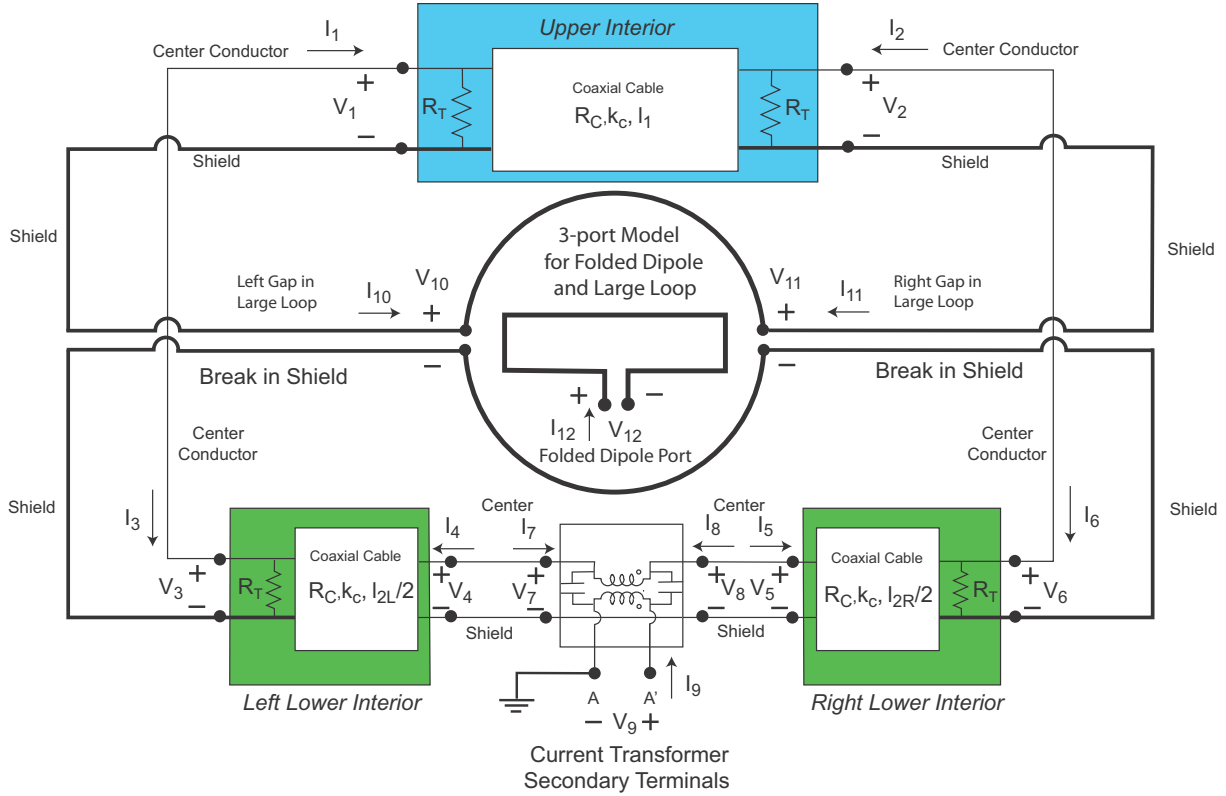 I1
Upper Interior
I2
Center Conductor
Center Conductor
+
V1
−
RT
Coaxial Cable
RC,kc, l1
RT
+
V2
−
Shield
Shield
Shield
Shield
3-port Model
for Folded Dipole
and Large Loop
Left Gap in
Large Loop
I10
V10
+
V11
+
I11
Right Gap in
Large Loop
−
−
Break in Shield
Break in Shield
+
−
I12
V12
Folded Dipole Port
Center
Conductor
Center
Conductor
Shield
Shield
I3
I6
Center
Center
I4
I7
I8
I5
+
V3
−
RT
Coaxial Cable
RC,kc, l2L/2
+
V4
−
+
V7
−
+
V8
−
+
V5
−
Coaxial Cable
RC,kc, l2R/2
RT
+
V6
−
Shield
Shield
Left Lower Interior
A
A'
I9
Right Lower Interior
− V9 +
Current Transformer
Secondary Terminals